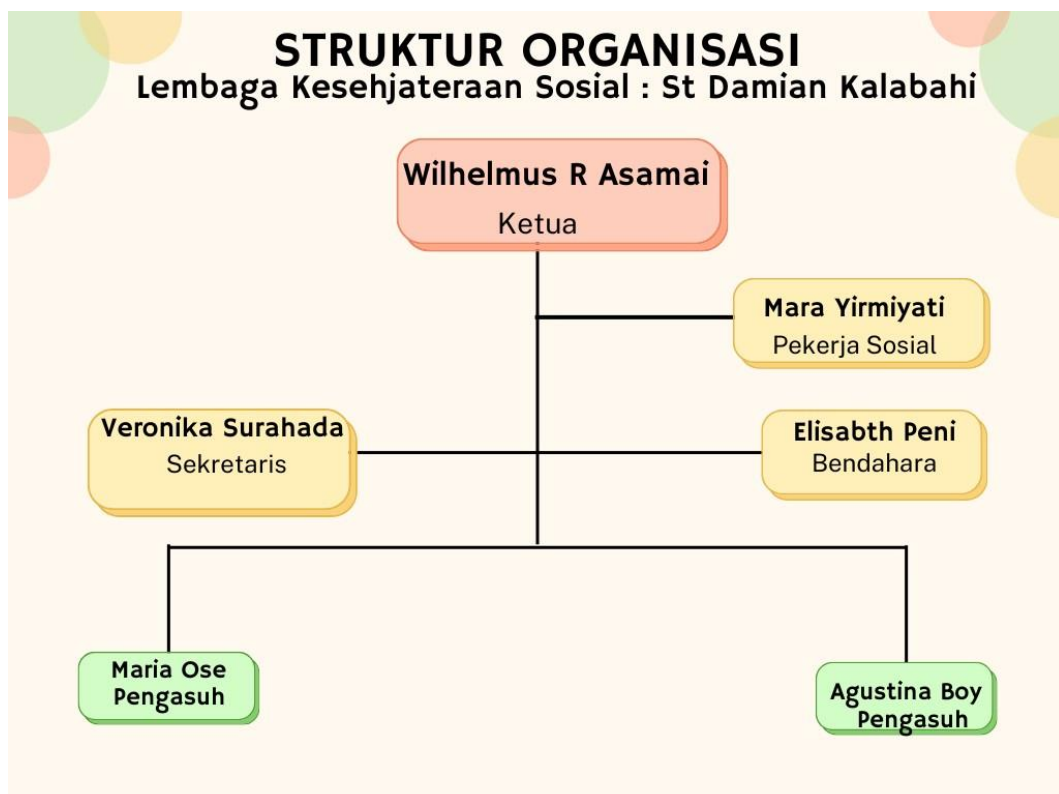 STRUKTUR ORGANISASI
Lembaga Kesehjateraan Sosial : St Damian Kalabahi
Wilhelmus R Asamai
Ketua
Mara Yirmiyati
Pekerja Sosial
Veronika Surahada
Sekretaris
Elisabth Peni
Bendahara
Maria Ose
Pengasuh
Agustina Boy
Pengasuh